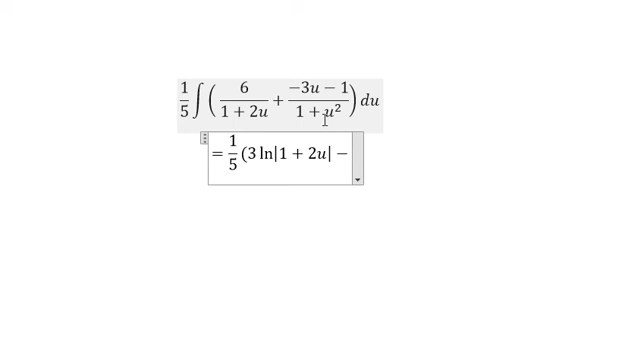 1/5 ∫ ( 6/(1 + 2u) + (−3u − 1)/(1 + u²) ) du
= 1/5 (3 ln|1 + 2u| −